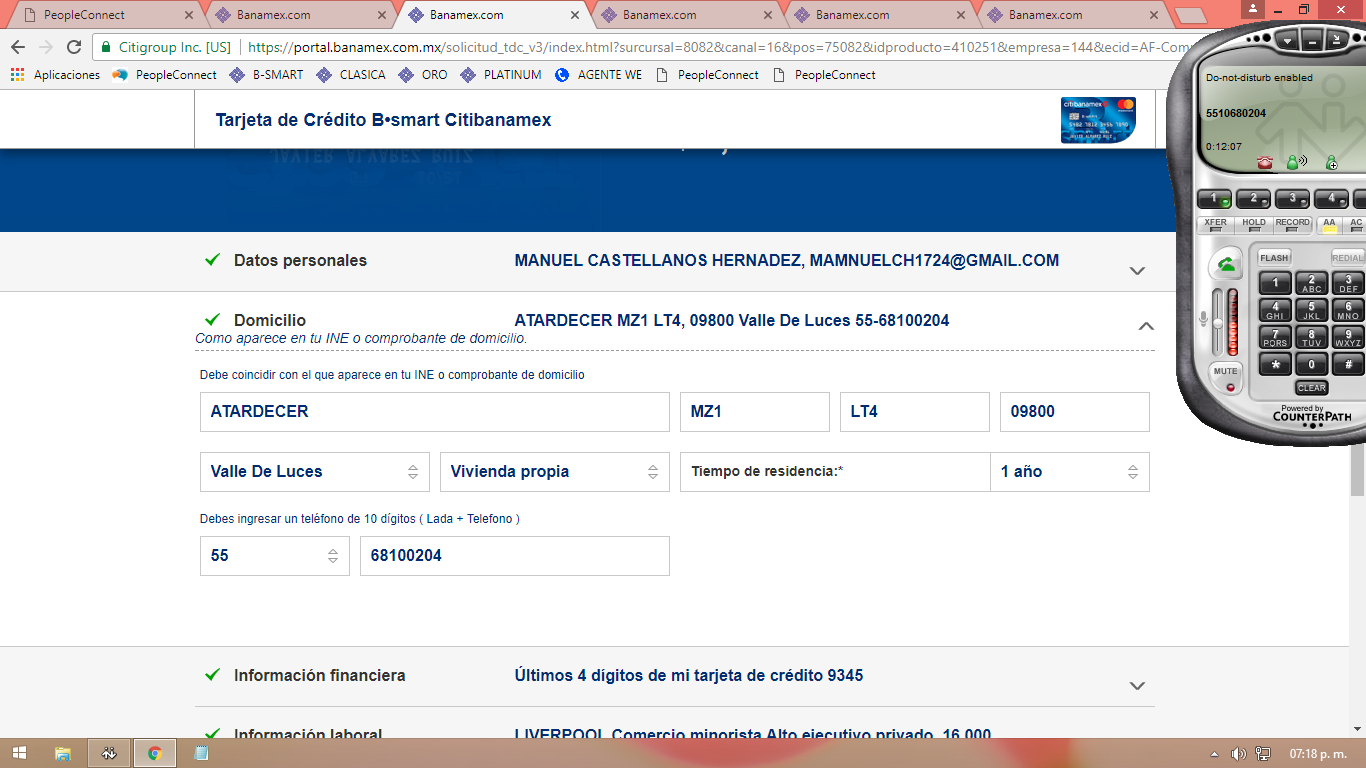 PeopleConnect
Banamex.com
Banamex.com
Banamex.com
Banamex.com
Banamex.com
Citigroup Inc. [US] https://portal.banamex.com.mx/solicitud_tdc_v3/index.html?surcursal=8082&canal=16&pos=75082&idproducto=410251&empresa=144&ecid=AF-Com
Aplicaciones PeopleConnect B-SMART CLASICA ORO PLATINUM AGENTE WE PeopleConnect PeopleConnect
Do-not-disturb enabled
5510680204
0:12:07
Tarjeta de Crédito B•smart Citibanamex
citibanamex
JAVIER ALVAREZ RUIZ
1 2 3 4
XFER HOLD RECORD AA AC
FLASH REDIAL
1 2 ABC 3 DEF
4 GHI 5 JKL 6 MNO
7 PQRS 8 TUV 9 WXYZ
* 0 #
MUTE
CLEAR
Powered by
COUNTERPATH
Datos personales MANUEL CASTELLANOS HERNADEZ, MAMNUELCH1724@GMAIL.COM
Domicilio ATARDECER MZ1 LT4, 09800 Valle De Luces 55-68100204
Como aparece en tu INE o comprobante de domicilio.
Debe coincidir con el que aparece en tu INE o comprobante de domicilio
ATARDECER MZ1 LT4 09800
Valle De Luces Vivienda propia Tiempo de residencia:* 1 año
Debes ingresar un teléfono de 10 dígitos ( Lada + Telefono )
55 68100204
Información financiera Últimos 4 dígitos de mi tarjeta de crédito 9345
Información laboral LIVERPOOL Comercio minorista Alto ejecutivo privado, 16,000
07:18 p. m.